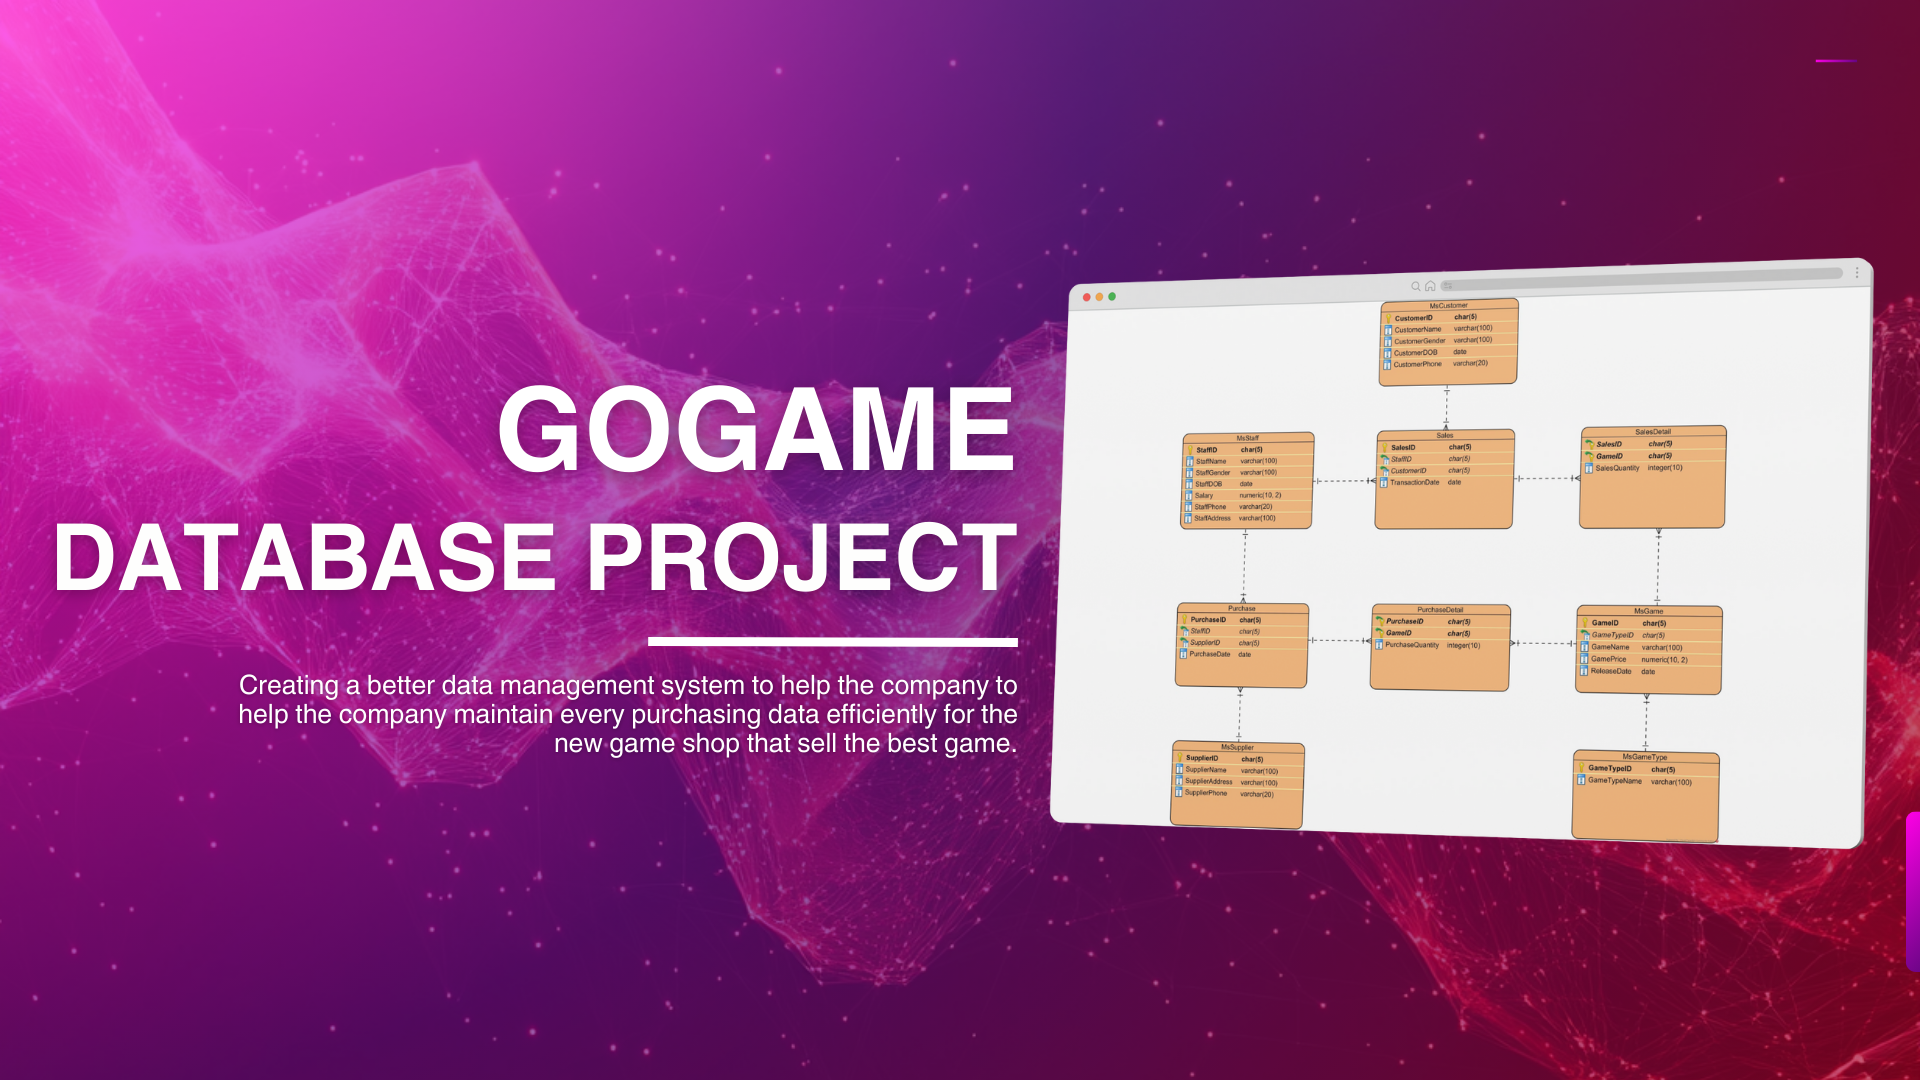 GOGAME
DATABASE PROJECT
Creating a better data management system to help the company to
help the company maintain every purchasing data efficiently for the
new game shop that sell the best game.
MsCustomer
CustomerID char(5)
CustomerName varchar(100)
CustomerGender varchar(100)
CustomerDOB date
CustomerPhone varchar(20)
MsStaff
StaffID char(5)
StaffName varchar(100)
StaffGender varchar(100)
StaffDOB date
Salary numeric(10, 2)
StaffPhone varchar(20)
StaffAddress varchar(100)
Sales
SalesID char(5)
StaffID char(5)
CustomerID char(5)
TransactionDate date
SalesDetail
SalesID char(5)
GameID char(5)
SalesQuantity integer(10)
Purchase
PurchaseID char(5)
StaffID char(5)
SupplierID char(5)
PurchaseDate date
PurchaseDetail
PurchaseID char(5)
GameID char(5)
PurchaseQuantity integer(10)
MsGame
GameID char(5)
GameTypeID char(5)
GameName varchar(100)
GamePrice numeric(10, 2)
ReleaseDate date
MsSupplier
SupplierID char(5)
SupplierName varchar(100)
SupplierAddress varchar(100)
SupplierPhone varchar(20)
MsGameType
GameTypeID char(5)
GameTypeName varchar(100)